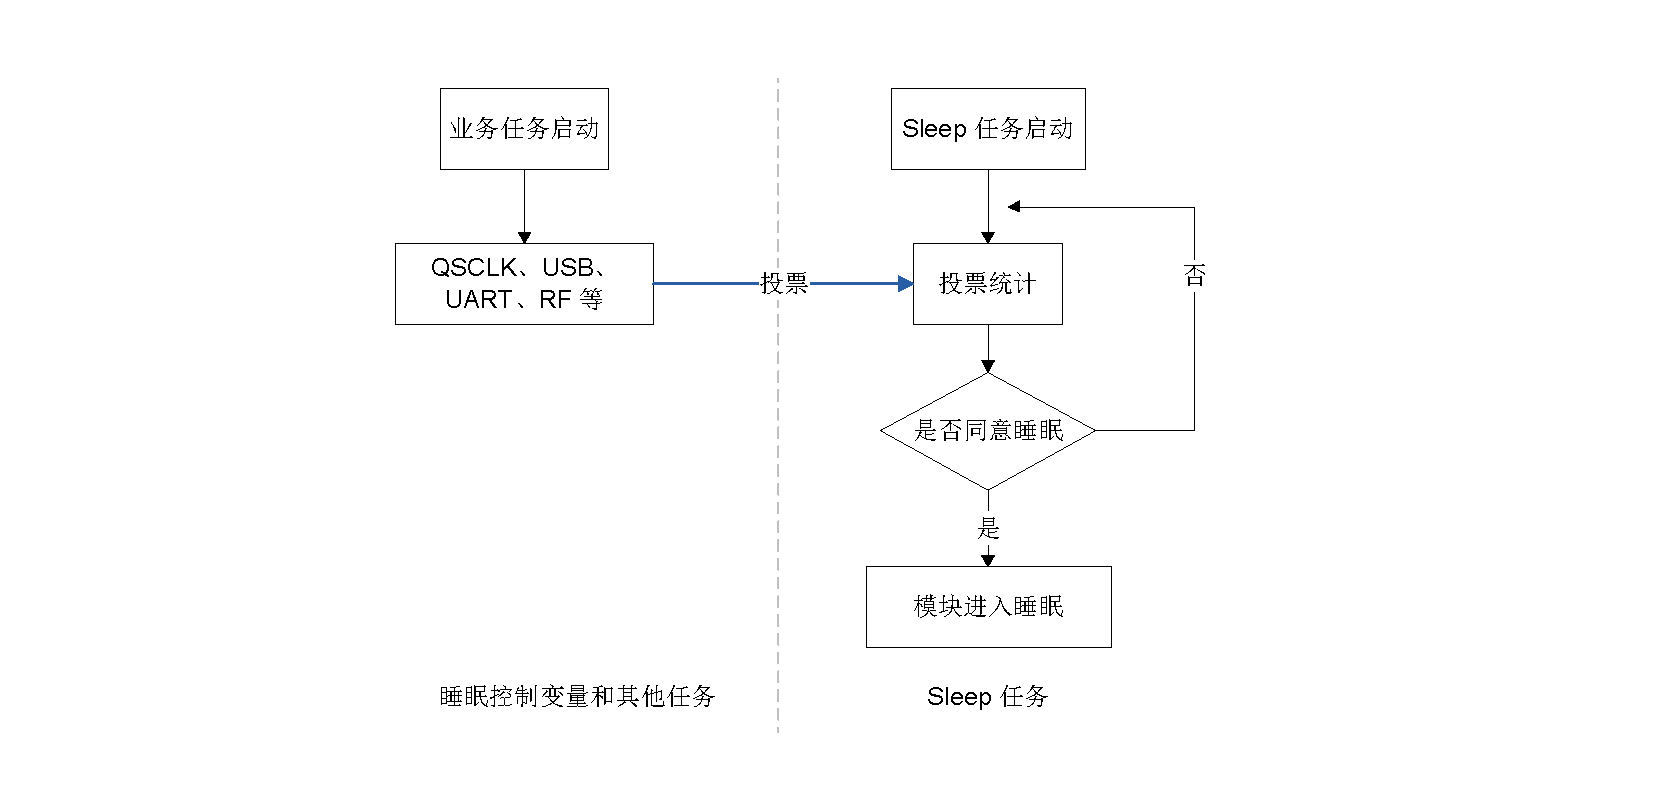 业务任务启动
Sleep 任务启动
QSCLK、USB、
UART、RF 等
投票
投票统计
否
是否同意睡眠
是
模块进入睡眠
睡眠控制变量和其他任务
Sleep 任务